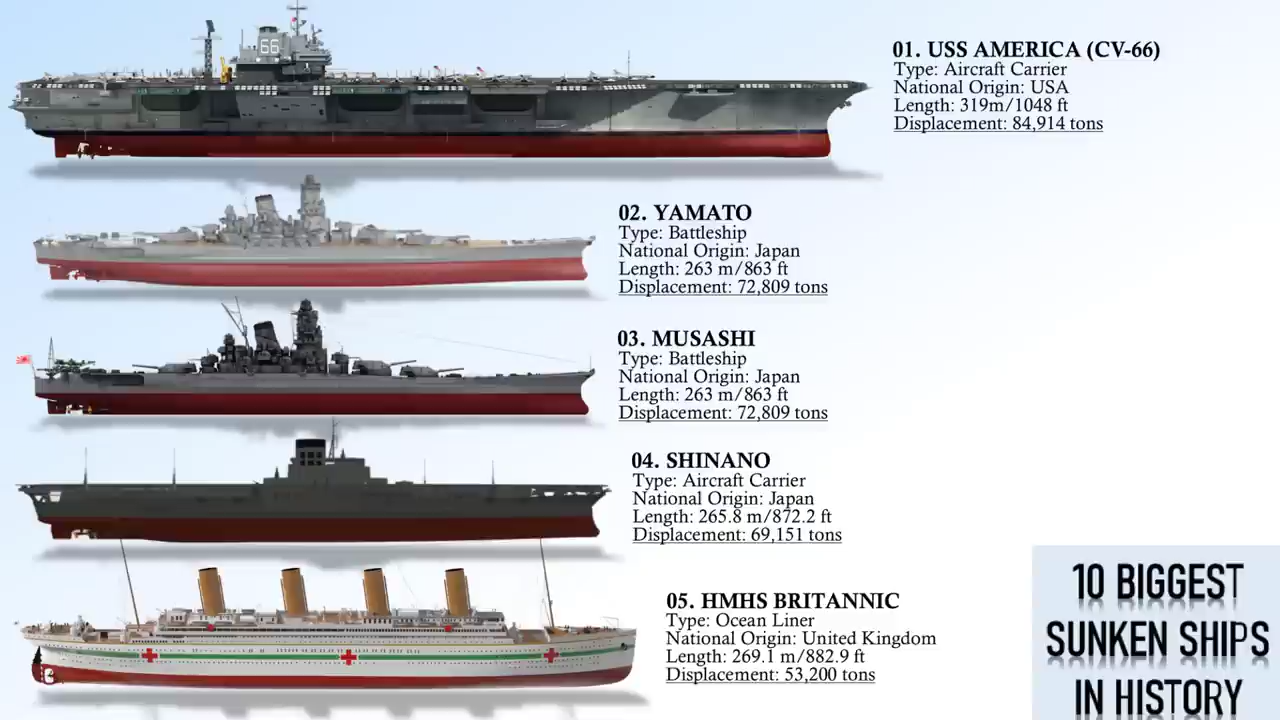 66
01. USS AMERICA (CV-66)
Type: Aircraft Carrier
National Origin: USA
Length: 319m/1048 ft
Displacement: 84,914 tons
02. YAMATO
Type: Battleship
National Origin: Japan
Length: 263 m/863 ft
Displacement: 72,809 tons
03. MUSASHI
Type: Battleship
National Origin: Japan
Length: 263 m/863 ft
Displacement: 72,809 tons
04. SHINANO
Type: Aircraft Carrier
National Origin: Japan
Length: 265.8 m/872.2 ft
Displacement: 69,151 tons
05. HMHS BRITANNIC
Type: Ocean Liner
National Origin: United Kingdom
Length: 269.1 m/882.9 ft
Displacement: 53,200 tons
10 BIGGEST
SUNKEN SHIPS
IN HISTORY